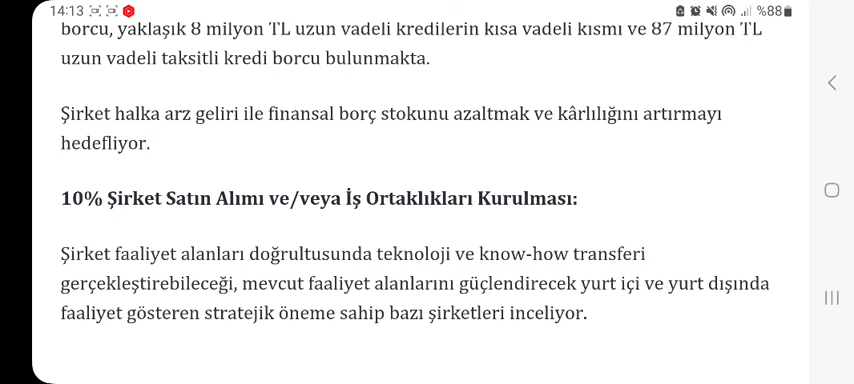 14:13
%88
borcu, yaklaşık 8 milyon TL uzun vadeli kredilerin kısa vadeli kısmı ve 87 milyon TL
uzun vadeli taksitli kredi borcu bulunmakta.
Şirket halka arz geliri ile finansal borç stokunu azaltmak ve kârlılığını artırmayı
hedefliyor.
10% Şirket Satın Alımı ve/veya İş Ortaklıkları Kurulması:
Şirket faaliyet alanları doğrultusunda teknoloji ve know-how transferi
gerçekleştirebileceği, mevcut faaliyet alanlarını güçlendirecek yurt içi ve yurt dışında
faaliyet gösteren stratejik öneme sahip bazı şirketleri inceliyor.